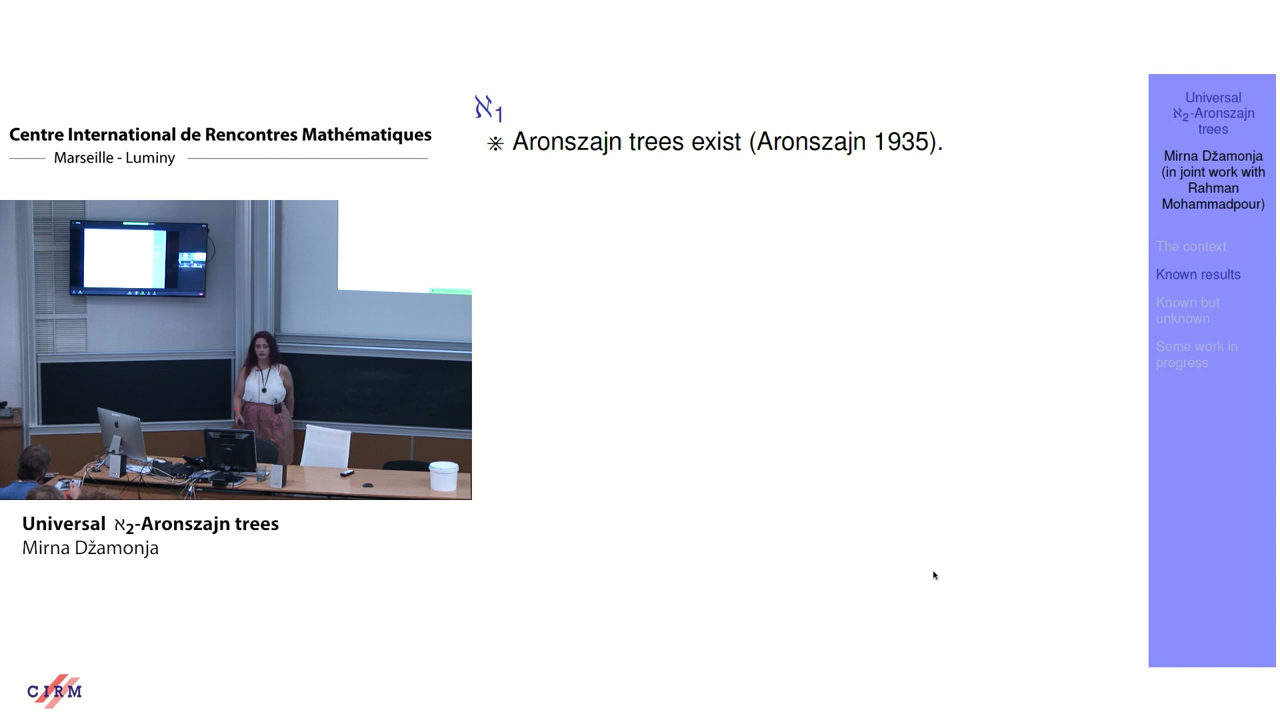 Centre International de Rencontres Mathématiques
Marseille - Luminy
ℵ1
Aronszajn trees exist (Aronszajn 1935).
Universal
ℵ2-Aronszajn
trees
Mirna Džamonja
(in joint work with
Rahman
Mohammadpour)
The context
Known results
Known but
unknown
Some work in
progress
Universal ℵ2-Aronszajn trees
Mirna Džamonja
CIRM